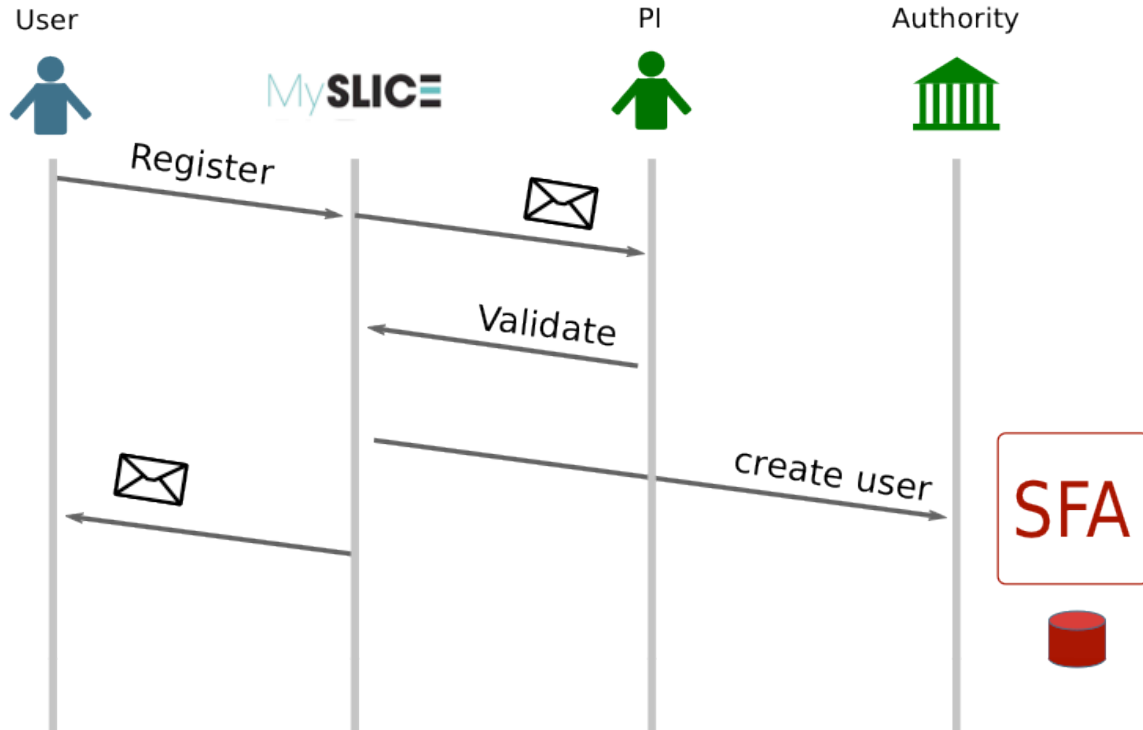 User
PI
Authority
MySLICE
Register
Validate
create user
SFA